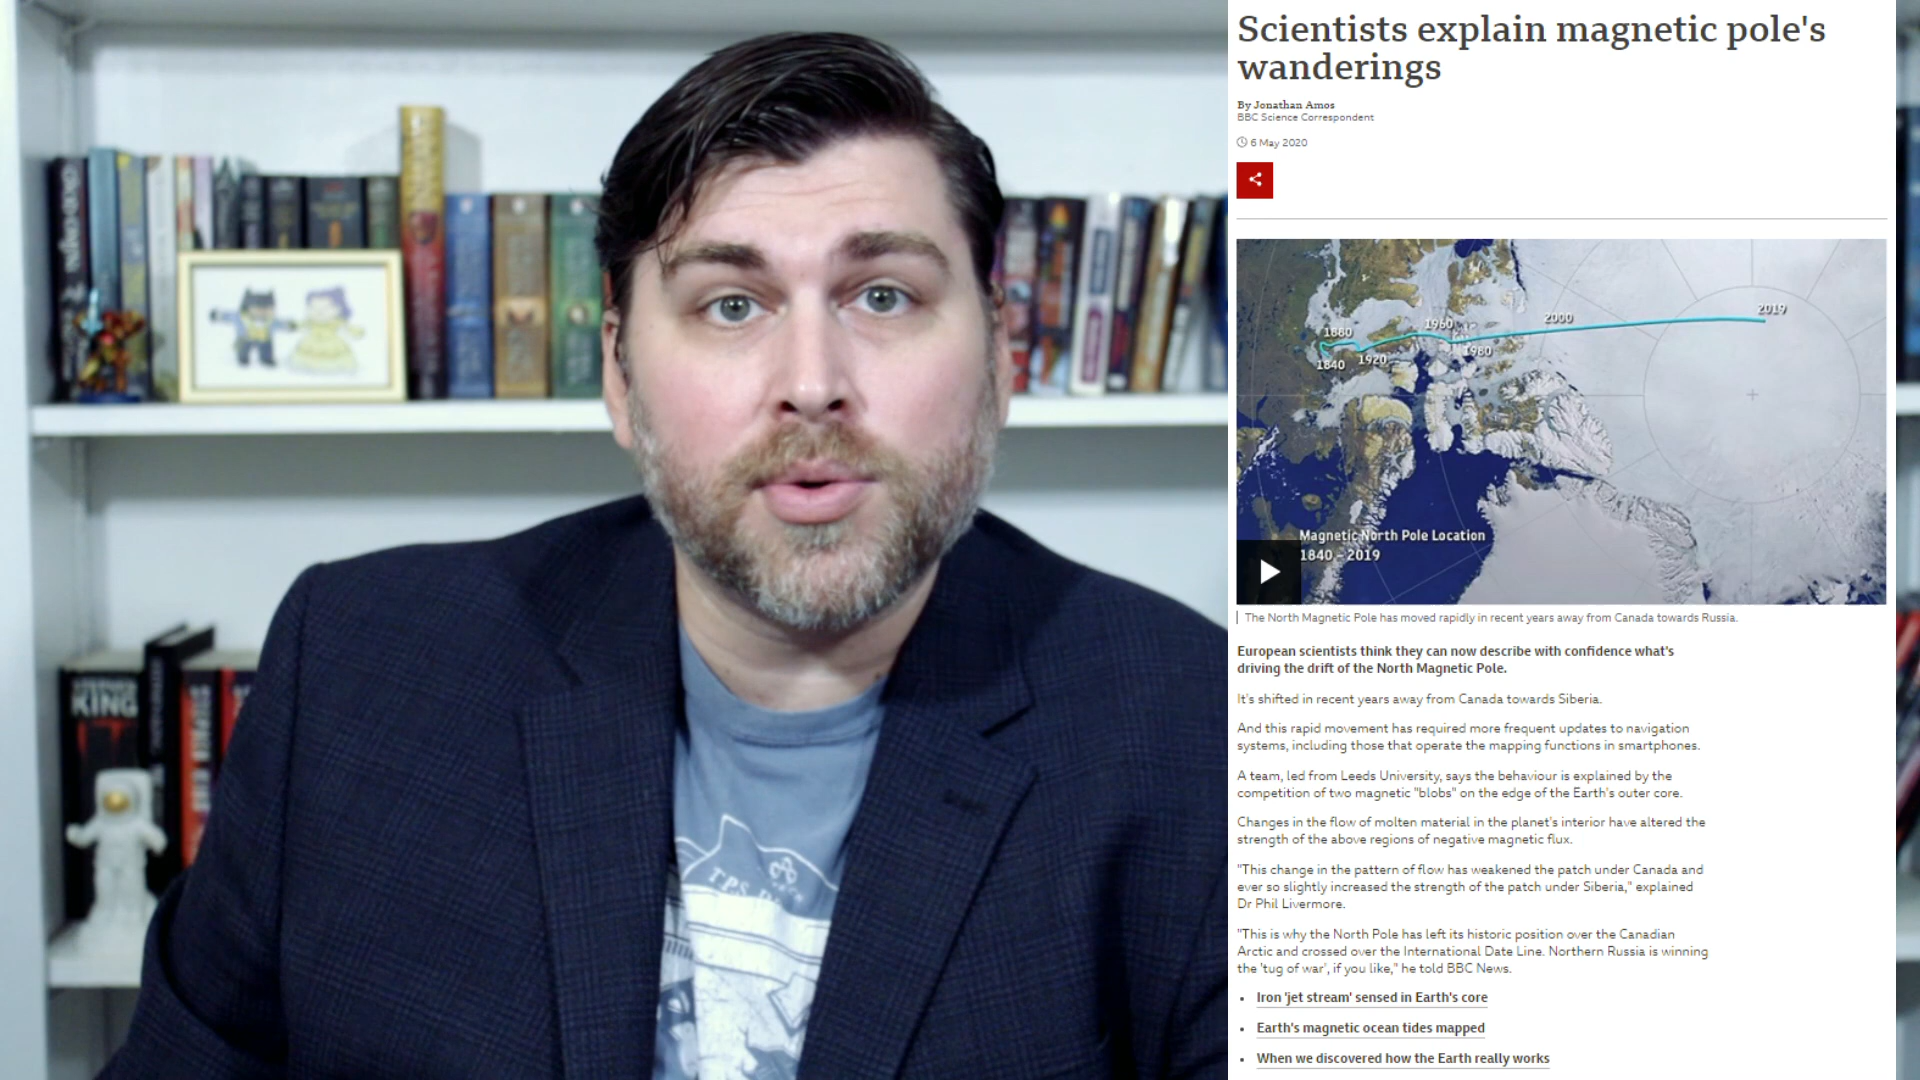 Scientists explain magnetic pole's
wanderings
By Jonathan Amos
BBC Science Correspondent
6 May 2020
1880
1840
1920
1960
1980
2000
2019
Magnetic North Pole Location
1840 - 2019
The North Magnetic Pole has moved rapidly in recent years away from Canada towards Russia.
European scientists think they can now describe with confidence what's
driving the drift of the North Magnetic Pole.
It's shifted in recent years away from Canada towards Siberia.
And this rapid movement has required more frequent updates to navigation
systems, including those that operate the mapping functions in smartphones.
A team, led from Leeds University, says the behaviour is explained by the
competition of two magnetic "blobs" on the edge of the Earth's outer core.
Changes in the flow of molten material in the planet's interior have altered the
strength of the above regions of negative magnetic flux.
"This change in the pattern of flow has weakened the patch under Canada and
ever so slightly increased the strength of the patch under Siberia," explained
Dr Phil Livermore.
"This is why the North Pole has left its historic position over the Canadian
Arctic and crossed over the International Date Line. Northern Russia is winning
the 'tug of war', if you like," he told BBC News.
Iron 'jet stream' sensed in Earth's core
Earth's magnetic ocean tides mapped
When we discovered how the Earth really works
KING